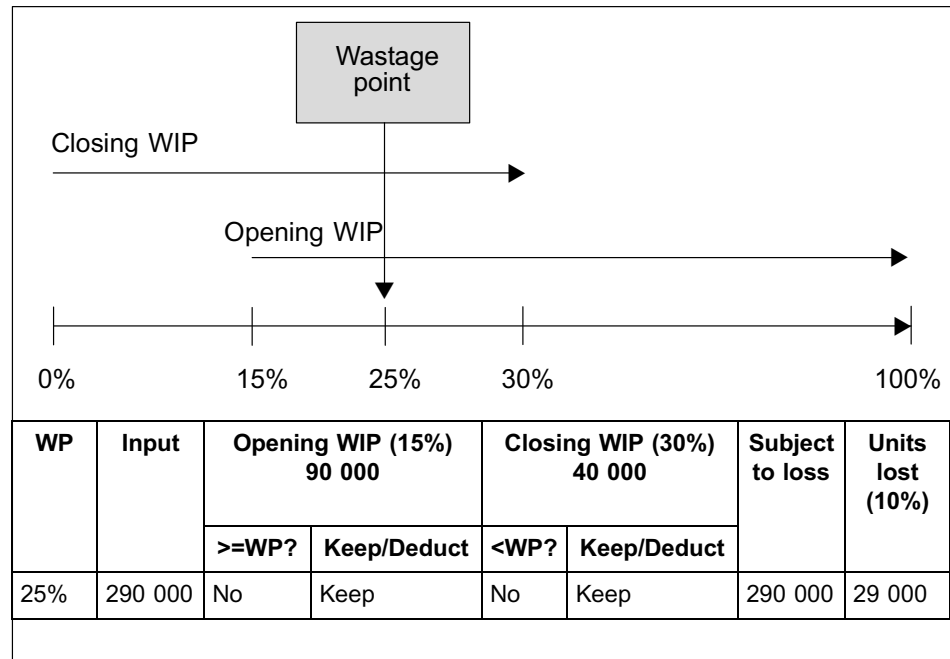 Wastage
point
Closing WIP
Opening WIP
0% 15% 25% 30% 100%
WP Input Opening WIP (15%) 90 000 Closing WIP (30%) 40 000 Subject to loss Units lost (10%)
>=WP? Keep/Deduct <WP? Keep/Deduct
25% 290 000 No Keep No Keep 290 000 29 000